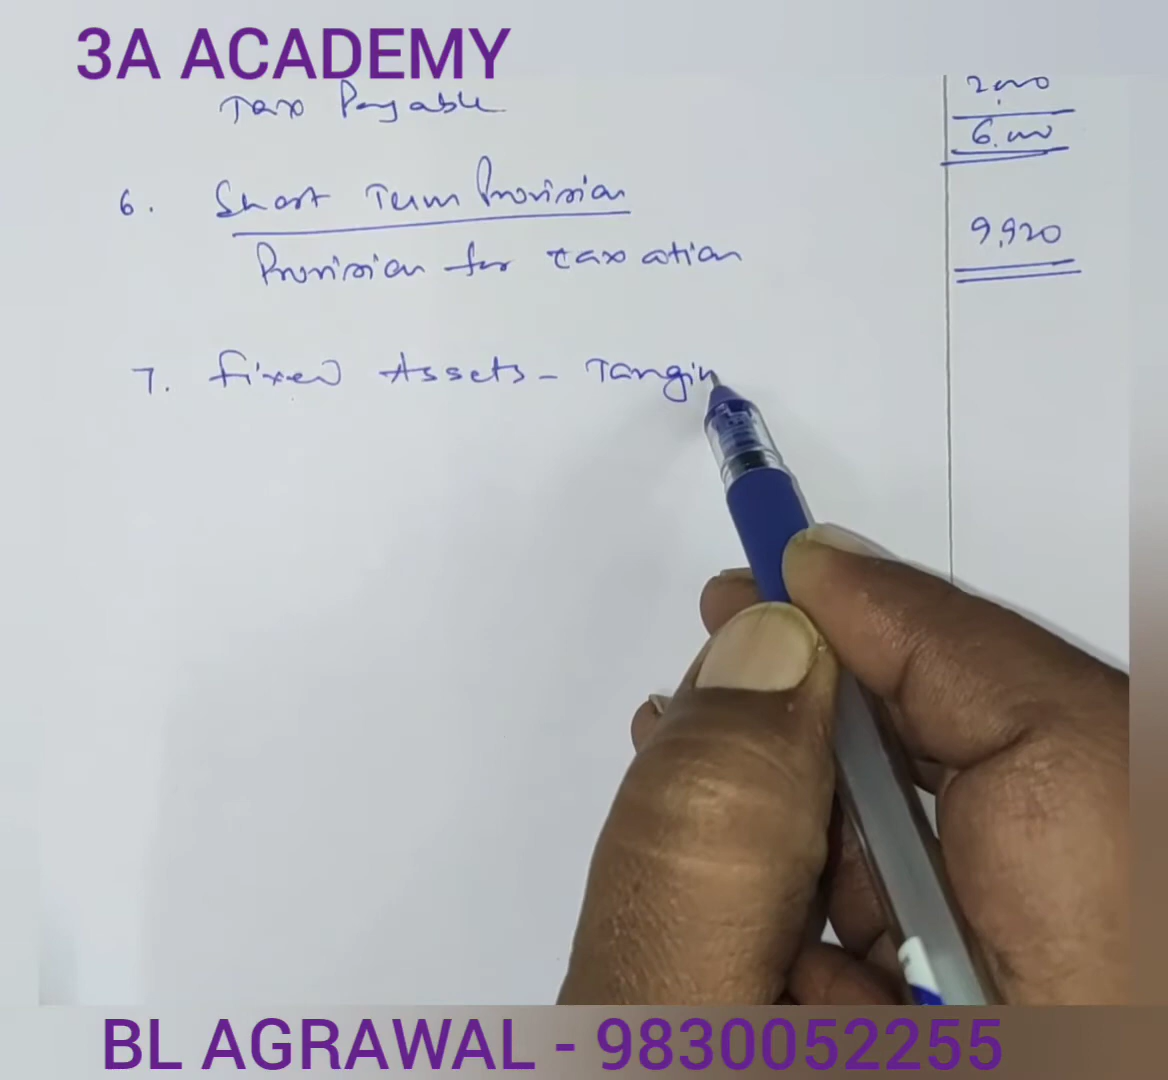 3A ACADEMY
Tax Payable 2,000
6,000
6. Short Term Provision
Provision for taxation 9,920
7. Fixed Assets - Tangi
BL AGRAWAL - 9830052255